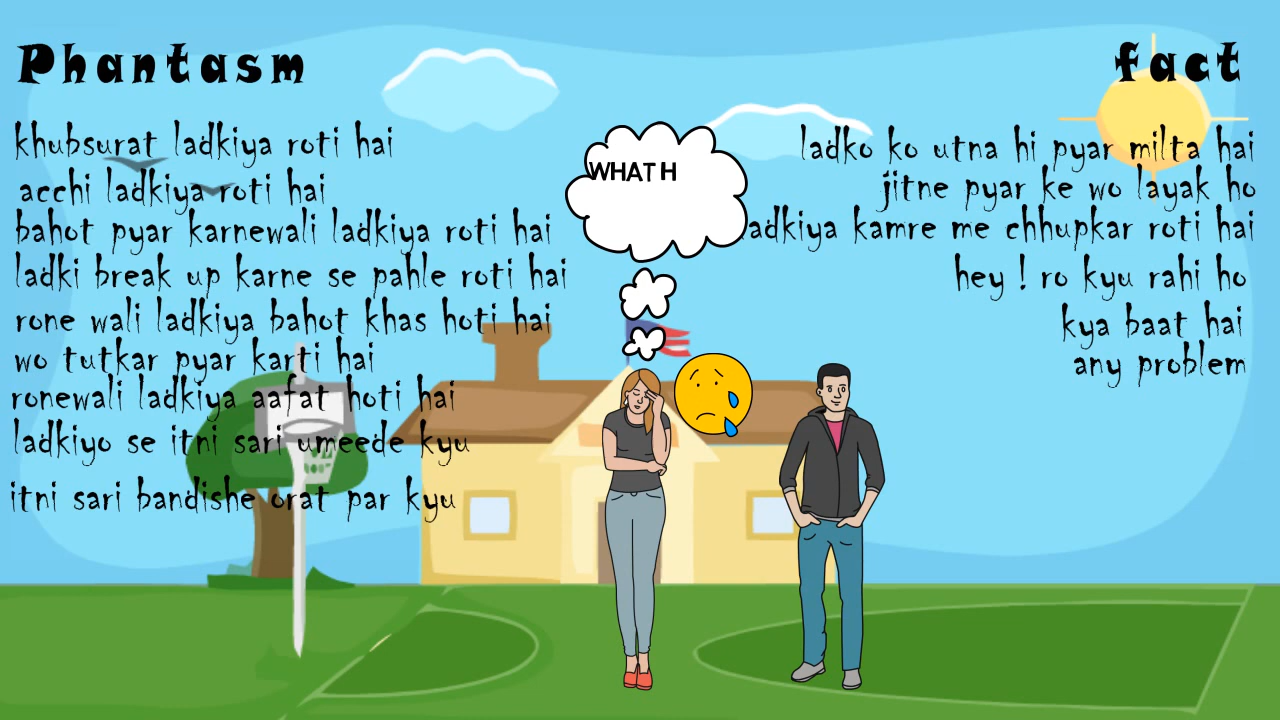 Phantasm
khubsurat ladkiya roti hai
acchi ladkiya roti hai
bahot pyar karnewali ladkiya roti hai
ladki break up karne se pahle roti hai
rone wali ladkiya bahot khas hoti hai
wo tutkar pyar karti hai
ronewali ladkiya aafat hoti hai
ladkiyo se itni sari umeede kyu
itni sari bandishe orat par kyu
WHAT H
fact
ladko ko utna hi pyar milta hai
jitne pyar ke wo layak ho
adkiya kamre me chhupkar roti hai
hey ! ro kyu rahi ho
kya baat hai
any problem